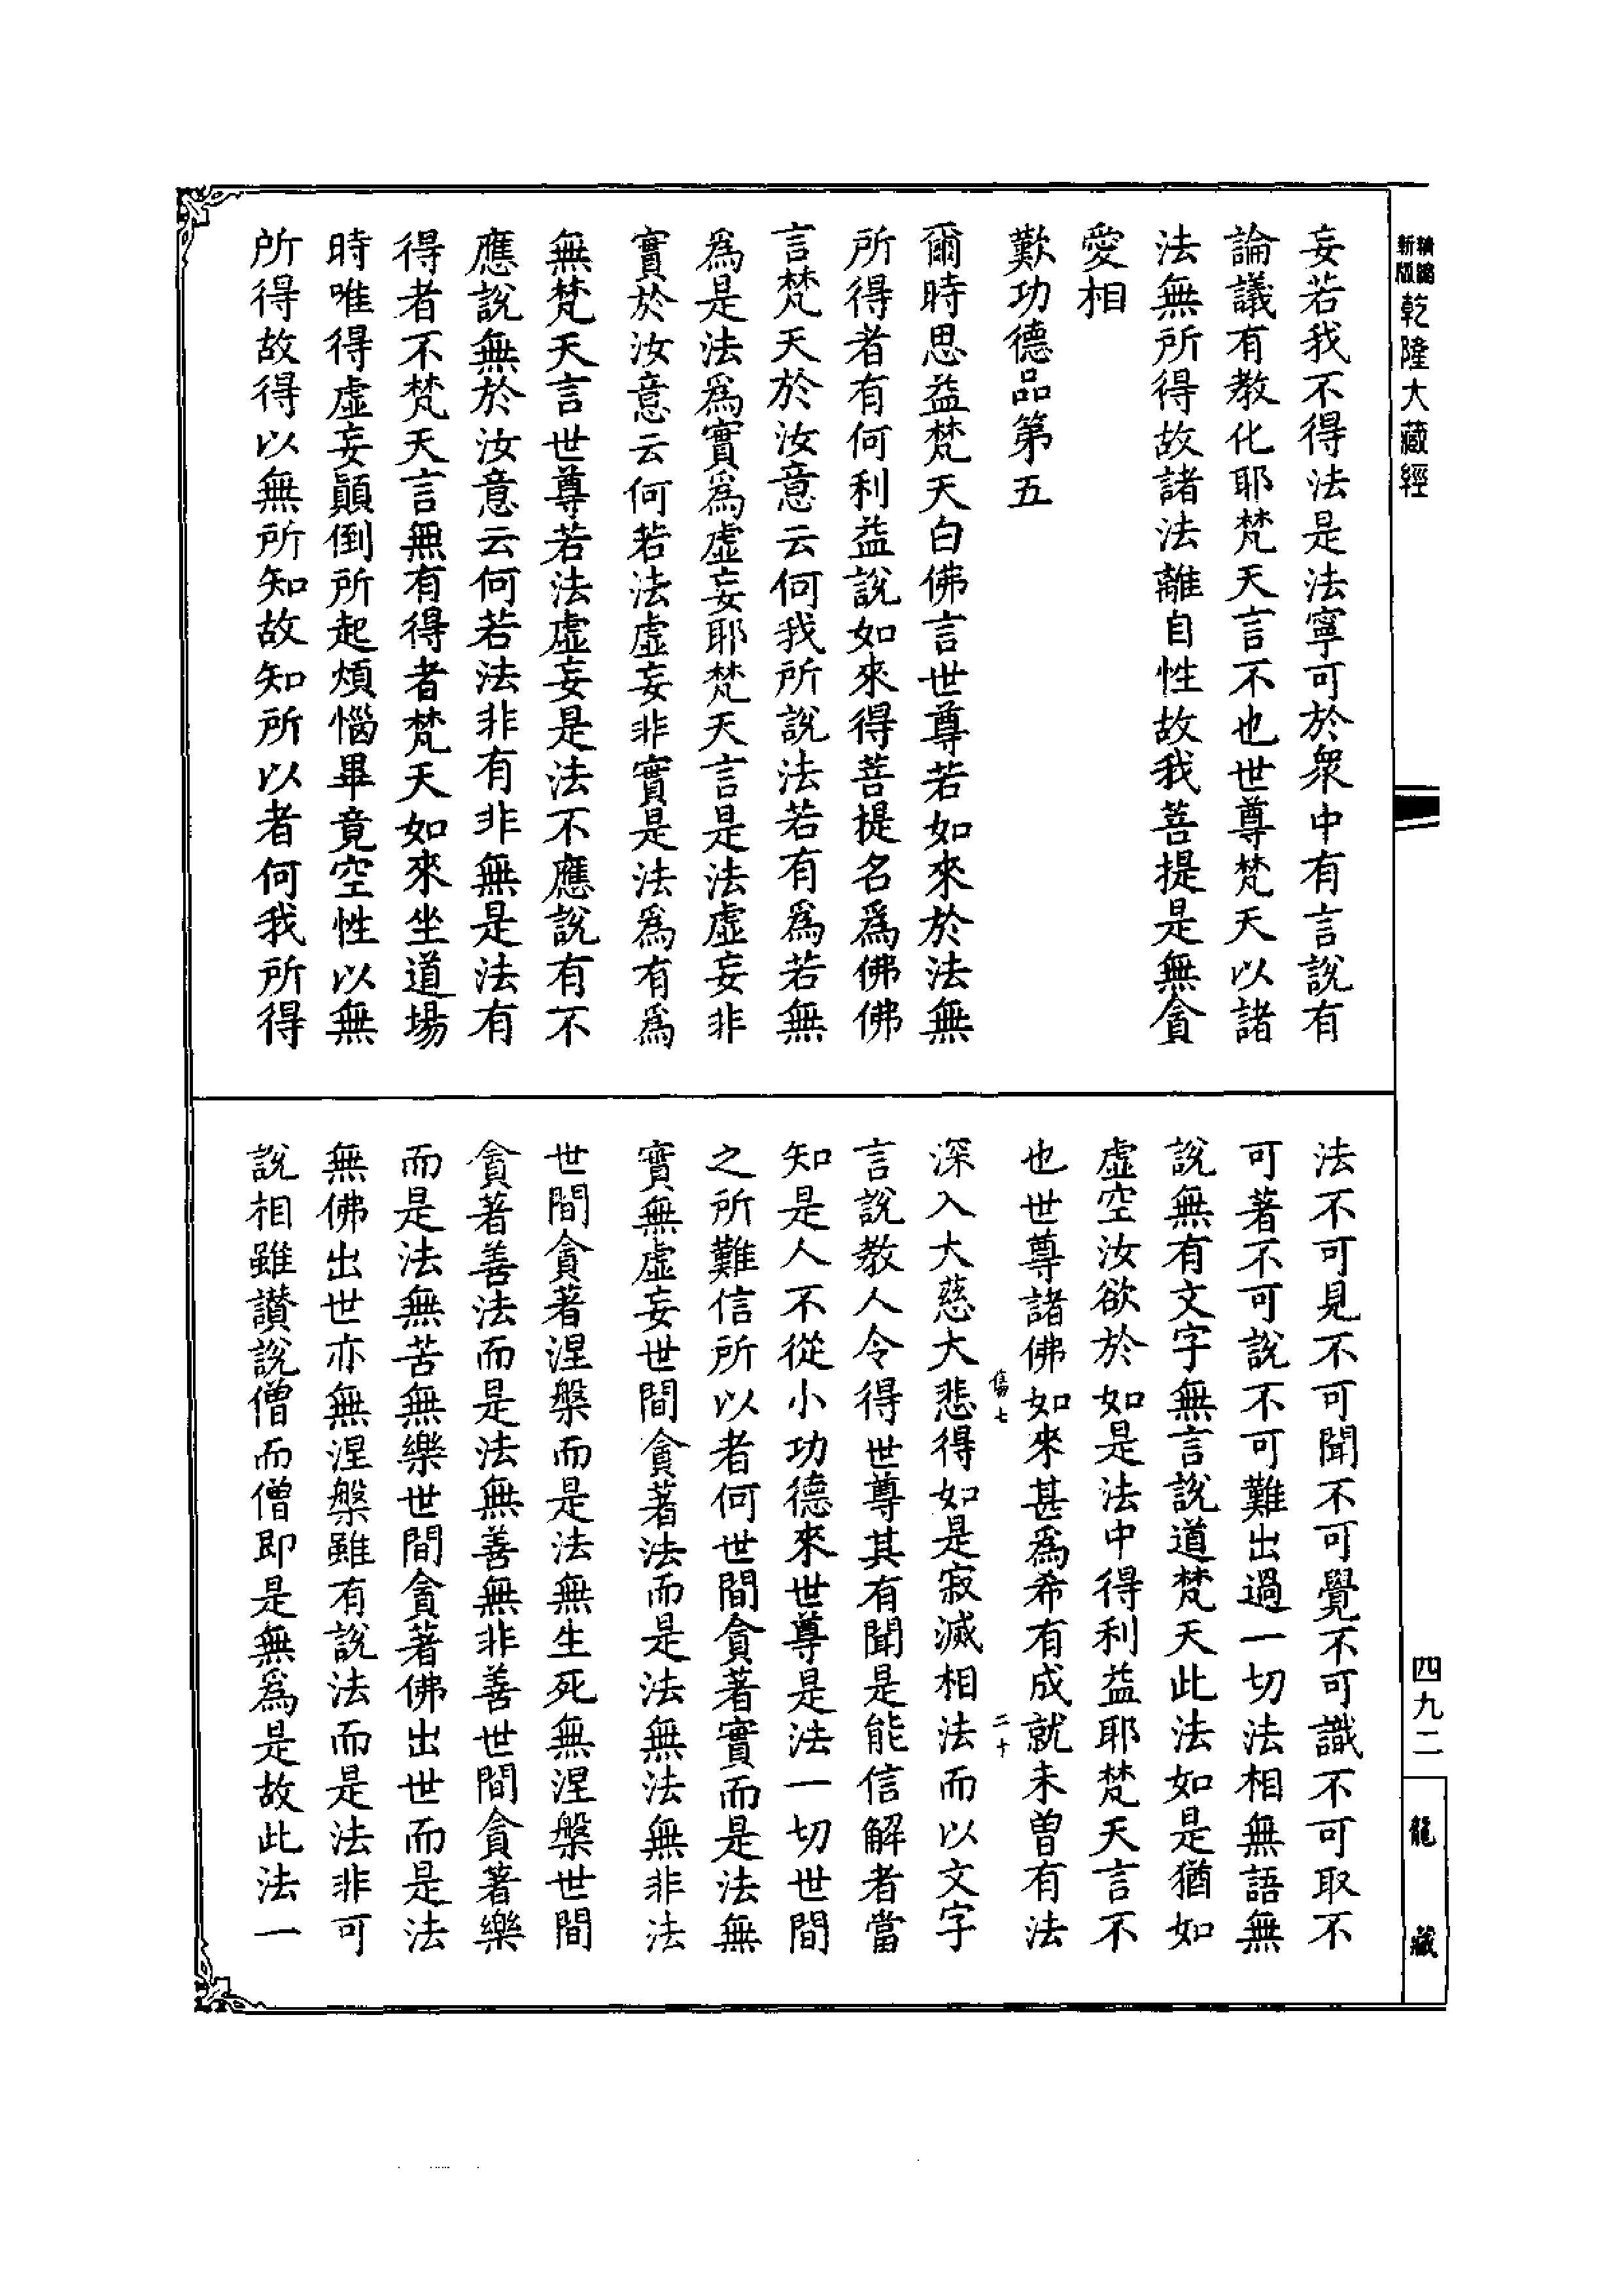 新編縮版乾隆大藏經
妄若我不得法是法寧可於衆中有言說有
論議有教化耶梵天言不也世尊梵天以諸
法無所得故諸法離自性故我菩提是無貪
愛相
歎功德品第五
爾時思益梵天白佛言世尊若如來於法無
所得者有何利益說如來得菩提名爲佛佛
言梵天於汝意云何我所說法若有爲若無
爲是法爲實爲虛妄耶梵天言是法虛妄非
實於汝意云何若法虛妄非實是法爲有爲
無梵天言世尊若法虛妄是法不應說有不
應說無於汝意云何若法非有非無是法有
得者不梵天言無有得者梵天如來坐道場
時唯得虛妄顚倒所起煩惱畢竟空性以無
所得故得以無所知故知所以者何我所得
法不可見不可聞不可覺不可識不可取不
可著不可說不可難出過一切法相無語無
說無有文字無言說道梵天此法如是猶如
虛空汝欲於如是法中得利益耶梵天言不
也世尊諸佛如來甚爲希有成就未曾有法
傷七 二十
深入大慈大悲得如是寂滅相法而以文字
言說教人令得世尊其有聞是能信解者當
知是人不從小功德來世尊是法一切世間
之所難信所以者何世間貪著實而是法無
實無虛妄世間貪著法而是法無法無非法
世間貪著涅槃而是法無生死無涅槃世間
貪著善法而是法無善無非善世間貪著樂
而是法無苦無樂世間貪著佛出世而是法
無佛出世亦無涅槃雖有說法而是法非可
說相雖讃說僧而僧即是無爲是故此法一
四九二
龍藏